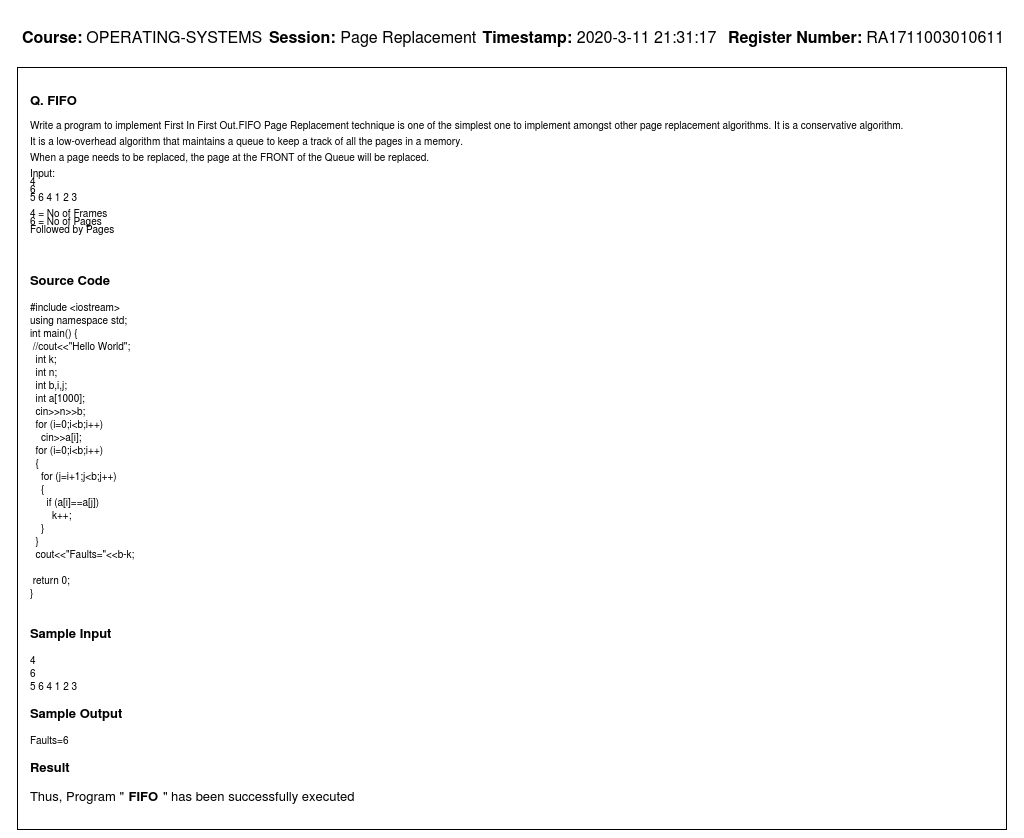 Course: OPERATING-SYSTEMS Session: Page Replacement Timestamp: 2020-3-11 21:31:17 Register Number: RA1711003010611
Q. FIFO
Write a program to implement First In First Out.FIFO Page Replacement technique is one of the simplest one to implement amongst other page replacement algorithms. It is a conservative algorithm.
It is a low-overhead algorithm that maintains a queue to keep a track of all the pages in a memory.
When a page needs to be replaced, the page at the FRONT of the Queue will be replaced.
Input:
4
6
5 6 4 1 2 3
4 = No of Frames
6 = No of Pages
Followed by Pages
Source Code
#include <iostream>
using namespace std;
int main() {
 //cout<<"Hello World";
  int k;
  int n;
  int b,i,j;
  int a[1000];
  cin>>n>>b;
  for (i=0;i<b;i++)
    cin>>a[i];
  for (i=0;i<b;i++)
  {
    for (j=i+1;j<b;j++)
    {
      if (a[i]==a[j])
        k++;
    }
  }
  cout<<"Faults="<<b-k;
 return 0;
}
Sample Input
4
6
5 6 4 1 2 3
Sample Output
Faults=6
Result
Thus, Program " FIFO " has been successfully executed